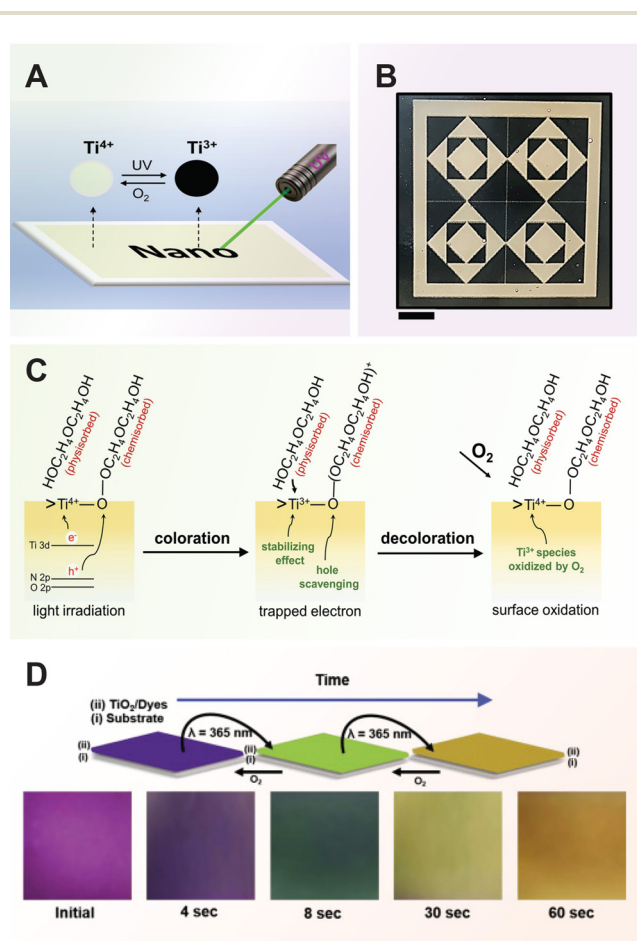 A
Ti⁴⁺
Ti³⁺
UV
O₂
UV
Nano
B
C
HOC₂H₄OC₂H₄OH
(physisorbed)
OC₂H₄OC₂H₄OH
(chemisorbed)
>Ti⁴⁺—O
e⁻
Ti 3d
h⁺
N 2p
O 2p
light irradiation
coloration
HOC₂H₄OC₂H₄OH
(physisorbed)
(OC₂H₄OC₂H₄OH)⁺
(chemisorbed)
>Ti³⁺—O
stabilizing
effect
hole
scavenging
trapped electron
decoloration
O₂
HOC₂H₄OC₂H₄OH
(physisorbed)
OC₂H₄OC₂H₄OH
(chemisorbed)
>Ti⁴⁺—O
Ti³⁺ species
oxidized by O₂
surface oxidation
D
Time
(ii) TiO₂/Dyes
(i) Substrate
λ = 365 nm
λ = 365 nm
(ii)
(i)
(ii)
(i)
(ii)
(i)
O₂
O₂
Initial
4 sec
8 sec
30 sec
60 sec